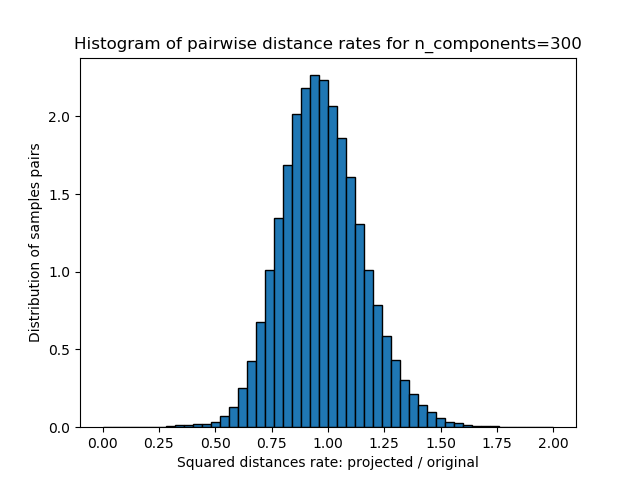 Histogram of pairwise distance rates for n_components=300
Distribution of samples pairs
2.0
1.5
1.0
0.5
0.0
0.00 0.25 0.50 0.75 1.00 1.25 1.50 1.75 2.00
Squared distances rate: projected / original